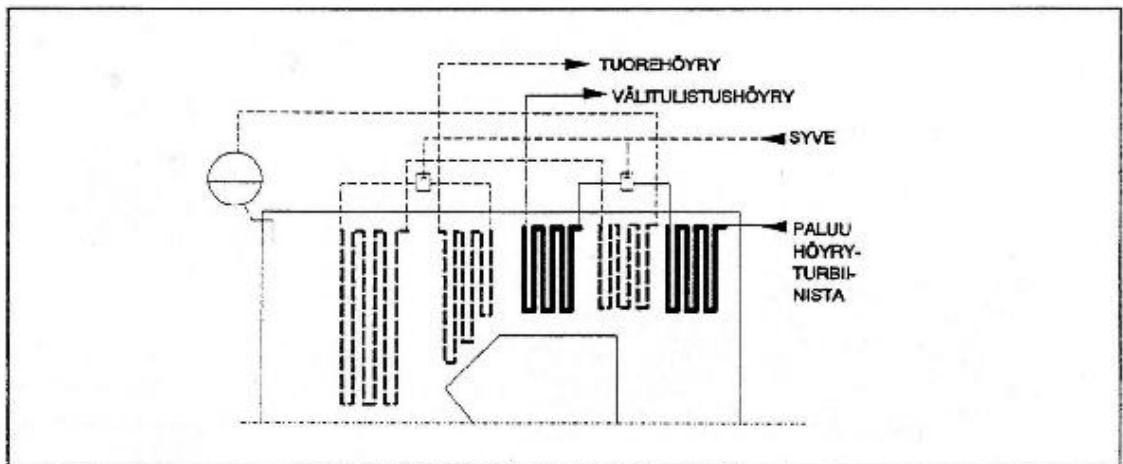 TUOREHÖYRY
VÄLITULISTUSHÖYRY
SYVE
PALUU
HÖYRY-
TURBII-
NISTA